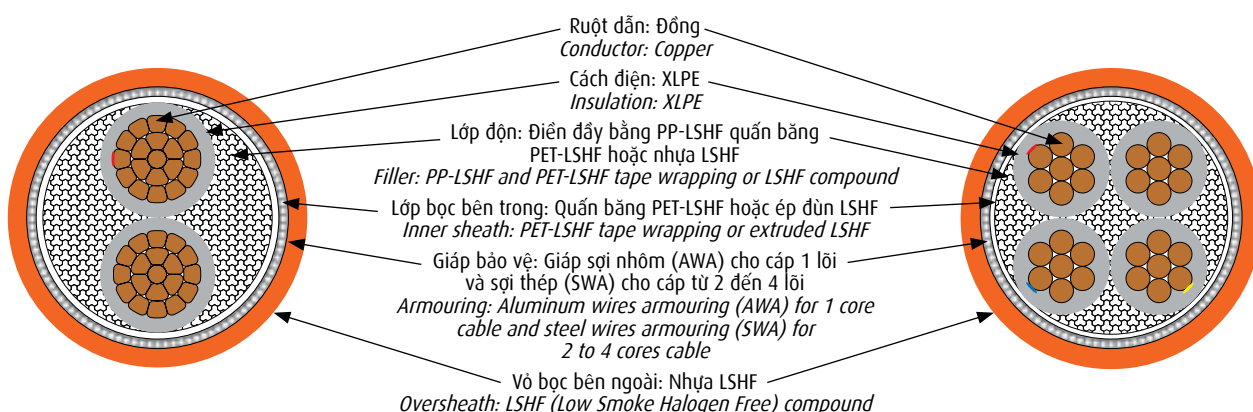 Ruột dẫn: Đồng
Conductor: Copper
Cách điện: XLPE
Insulation: XLPE
Lớp độn: Điền đầy bằng PP-LSHF quấn băng
PET-LSHF hoặc nhựa LSHF
Filler: PP-LSHF and PET-LSHF tape wrapping or LSHF compound
Lớp bọc bên trong: Quấn băng PET-LSHF hoặc ép đùn LSHF
Inner sheath: PET-LSHF tape wrapping or extruded LSHF
Giáp bảo vệ: Giáp sợi nhôm (AWA) cho cáp 1 lõi
và sợi thép (SWA) cho cáp từ 2 đến 4 lõi
Armouring: Aluminum wires armouring (AWA) for 1 core
cable and steel wires armouring (SWA) for
2 to 4 cores cable
Vỏ bọc bên ngoài: Nhựa LSHF
Oversheath: LSHF (Low Smoke Halogen Free) compound